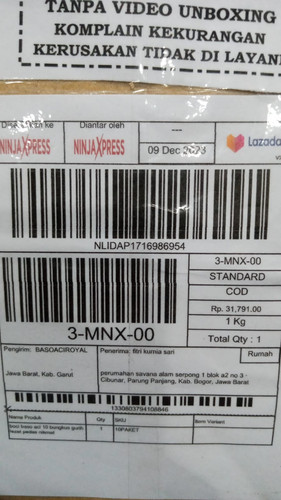 TANPA VIDEO UNBOXING
KOMPLAIN KEKURANGAN
KERUSAKAN TIDAK DI LAYANI
ke
Diantar oleh
---
NINJAXPRESS
NINJAXPRESS
09 Dec 2023
Lazada
NLIDAP1716986954
3-MNX-00
STANDARD
COD
Rp. 31,791.00
1 Kg
3-MNX-00
Total Qty : 1
Pengirim: BASOACIROYAL
Penerima: fitri kurnia sari
Rumah
Jawa Barat, Kab. Garut
perumahan savana alam serpong 1 blok a2 no 3 -
Cibunar, Parung Panjang, Kab. Bogor, Jawa Barat
1330803794108846
Nama Produk
Qty
SKU
Item Variant
1
10PAKET